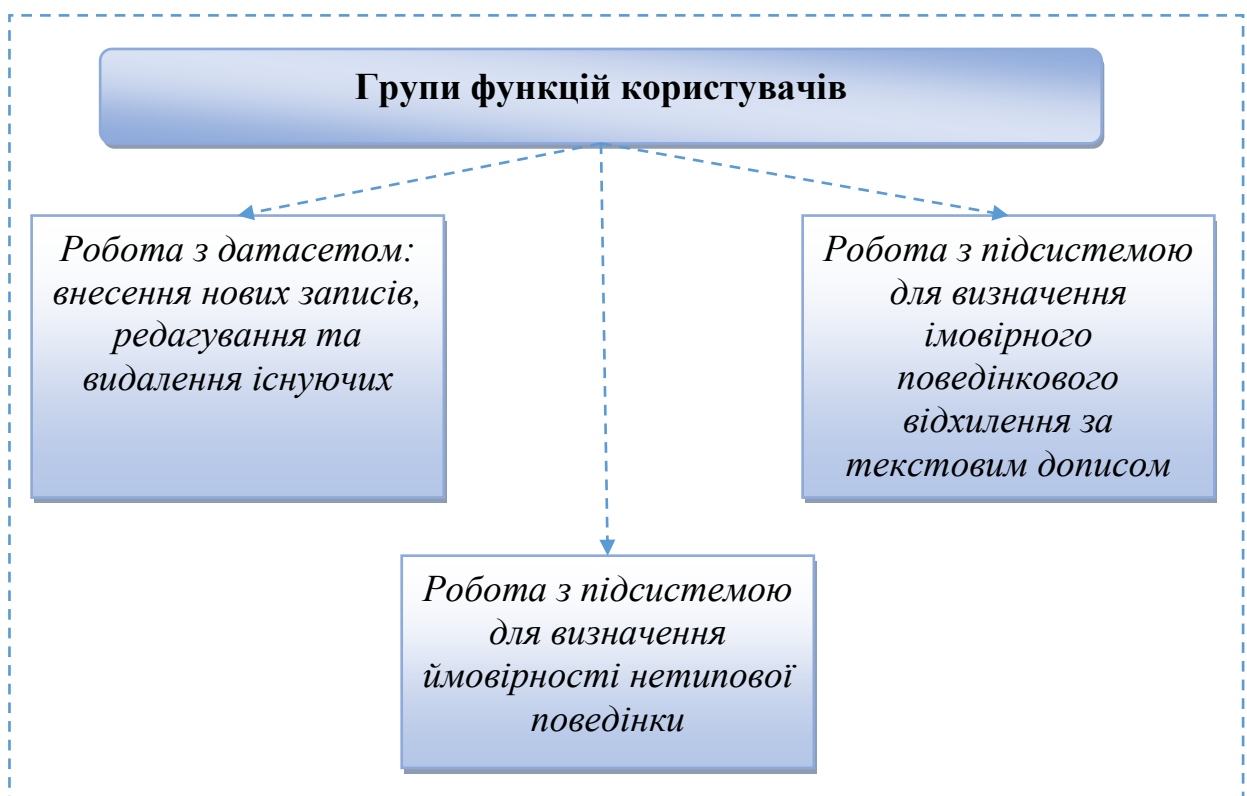 Групи функцій користувачів
Робота з датасетом:
внесення нових записів,
редагування та
видалення існуючих
Робота з підсистемою
для визначення
імовірного
поведінкового
відхилення за
текстовим дописом
Робота з підсистемою
для визначення
ймовірності нетипової
поведінки